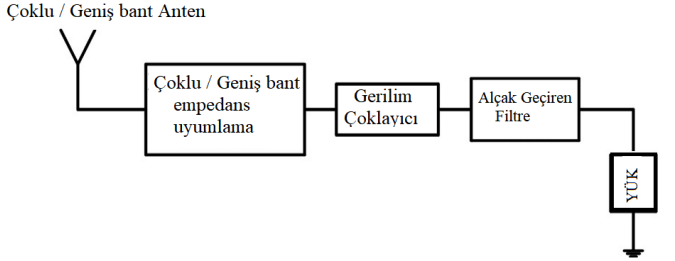 Çoklu / Geniş bant Anten
Çoklu / Geniş bant
empedans
uyumlama
Gerilim
Çoklayıcı
Alçak Geçiren
Filtre
YÜK